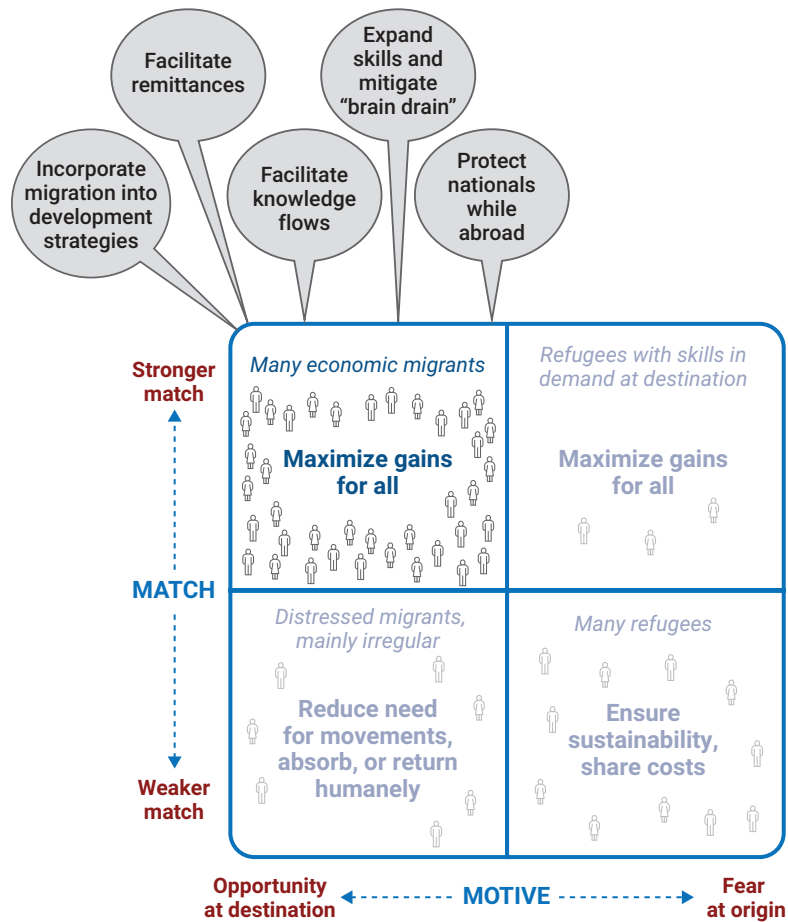 Facilitate
remittances
Expand
skills and
mitigate
“brain drain”
Incorporate
migration into
development
strategies
Facilitate
knowledge
flows
Protect
nationals
while
abroad
Stronger
match
Many economic migrants
Maximize gains
for all
Refugees with skills in
demand at destination
Maximize gains
for all
MATCH
Distressed migrants,
mainly irregular
Reduce need
for movements,
absorb, or return
humanely
Many refugees
Ensure
sustainability,
share costs
Weaker
match
Opportunity
at destination
MOTIVE
Fear
at origin